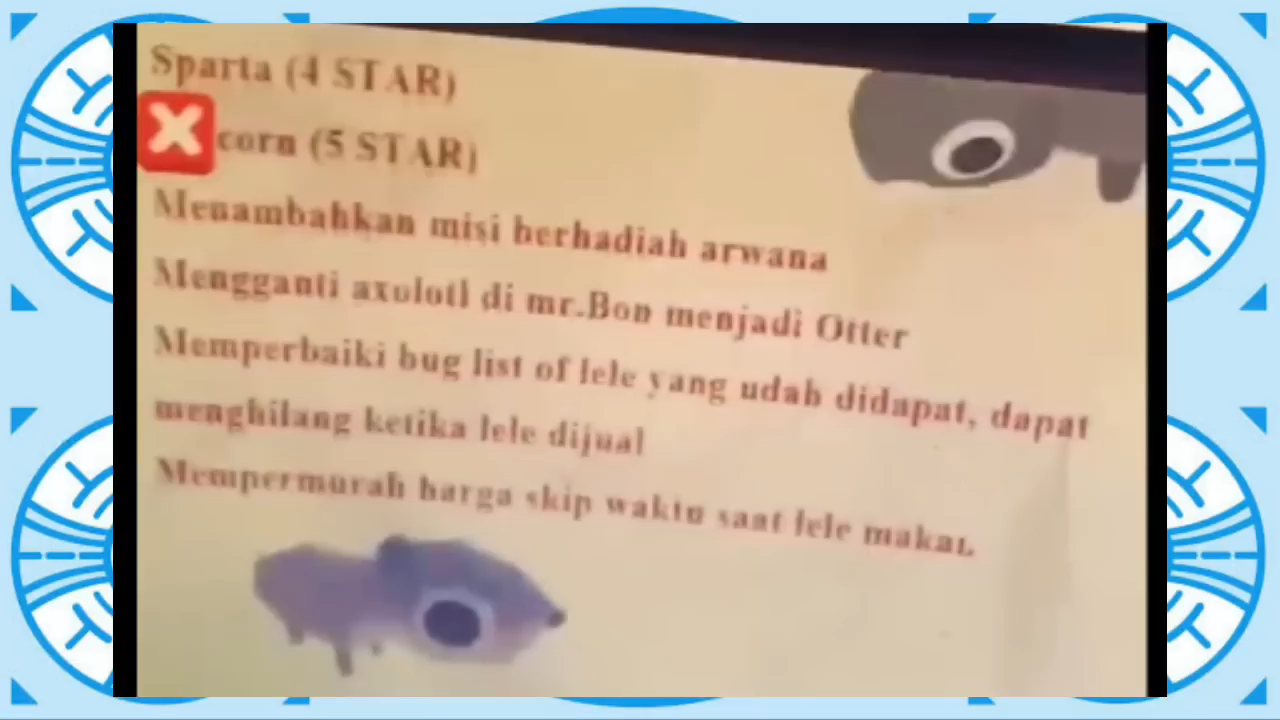 Sparta (4 STAR)
corn (5 STAR)
Menambahkan misi berhadiah arwana
Mengganti axolotl di mr.Bon menjadi Otter
Memperbaiki bug list of lele yang udah didapat, dapat
menghilang ketika lele dijual
Mempermurah harga skip waktu saat lele makan